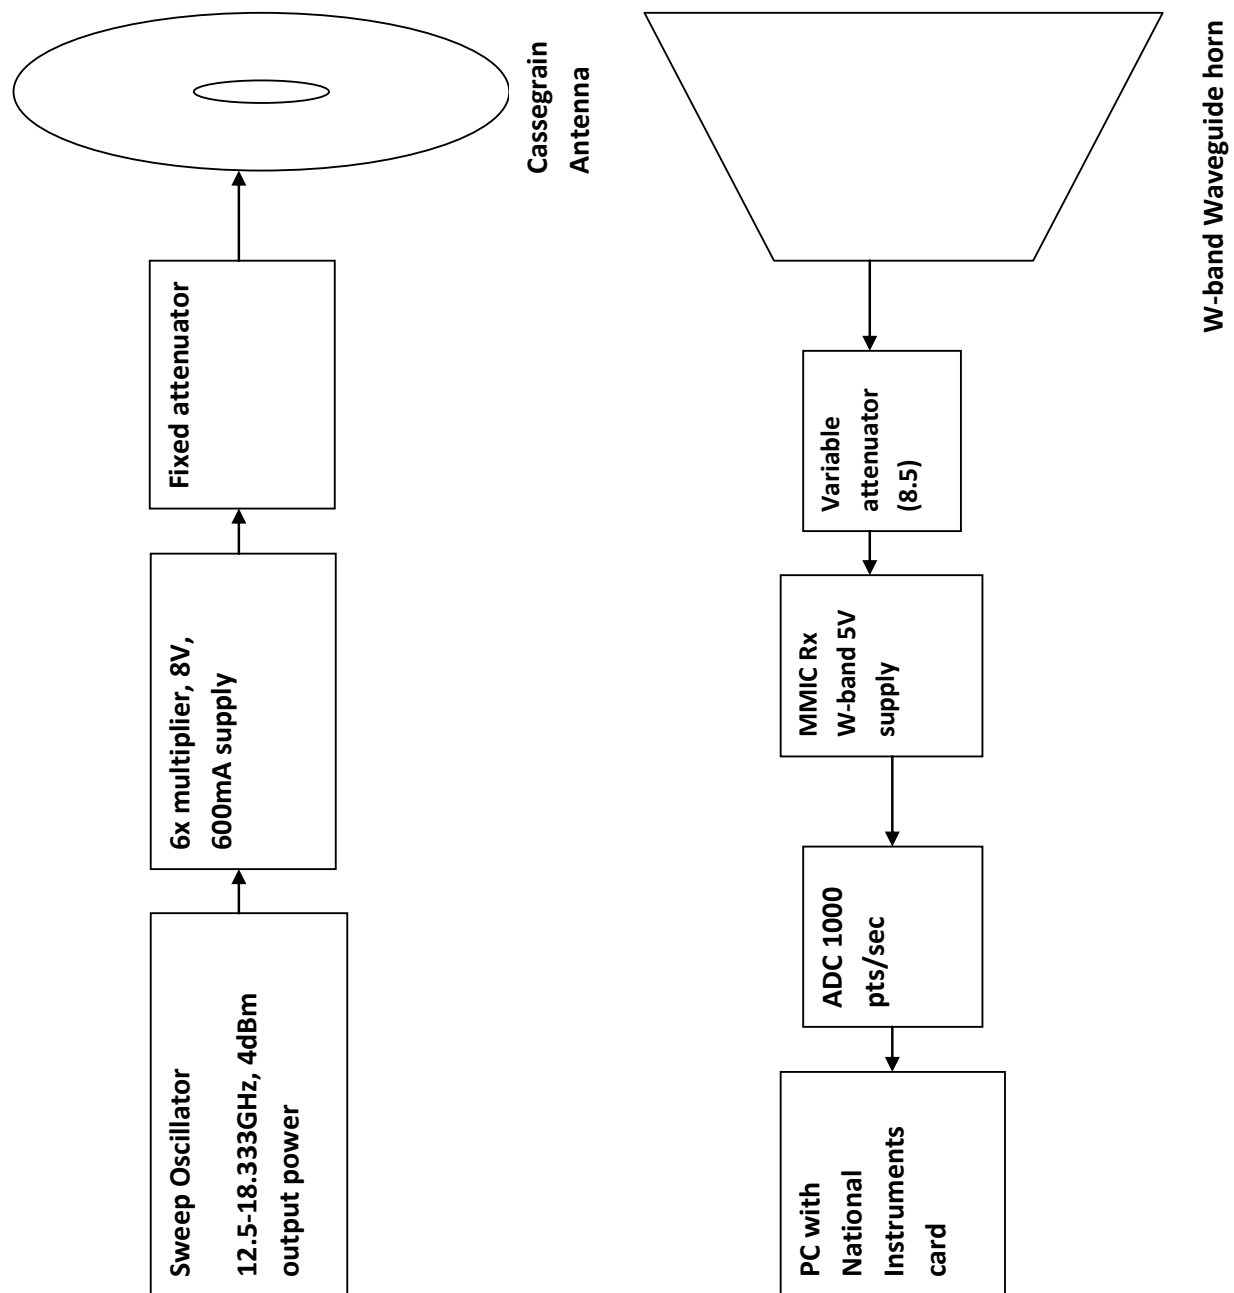 Sweep Oscillator
12.5-18.333GHz, 4dBm
output power
6x multiplier, 8V,
600mA supply
Fixed attenuator
Cassegrain
Antenna
PC with
National
Instruments
card
ADC 1000
pts/sec
MMIC Rx
W-band 5V
supply
Variable
attenuator
(8.5)
W-band Waveguide horn